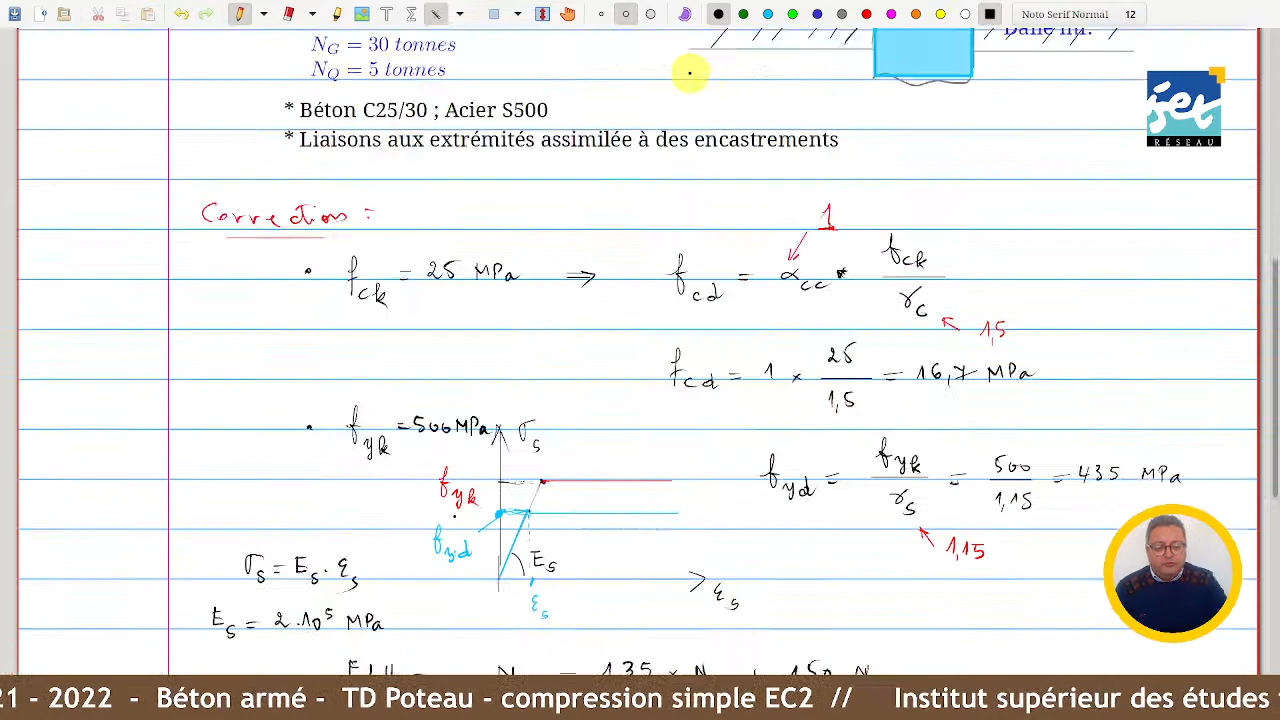 Noto Serif Normal 12
N_G = 30 tonnes
N_Q = 5 tonnes
Dalle nu.
* Béton C25/30 ; Acier S500
* Liaisons aux extrémités assimilée à des encastrements
iset
RÉSEAU
Correction :
1
• f_ck = 25 MPa ⇒ f_cd = α_cc * f_ck / γ_c
1,5
f_cd = 1 × 25 / 1,5 = 16,7 MPa
• f_yk = 500 MPa
σ_s
f_yk
f_yd = f_yk / γ_s = 500 / 1,15 = 435 MPa
1,15
f_yd
E_s
ε_s
ε_s
σ_s = E_s . ε_s
E_s = 2.10^5 MPa
21 - 2022 - Béton armé - TD Poteau - compression simple EC2 // Institut supérieur des études